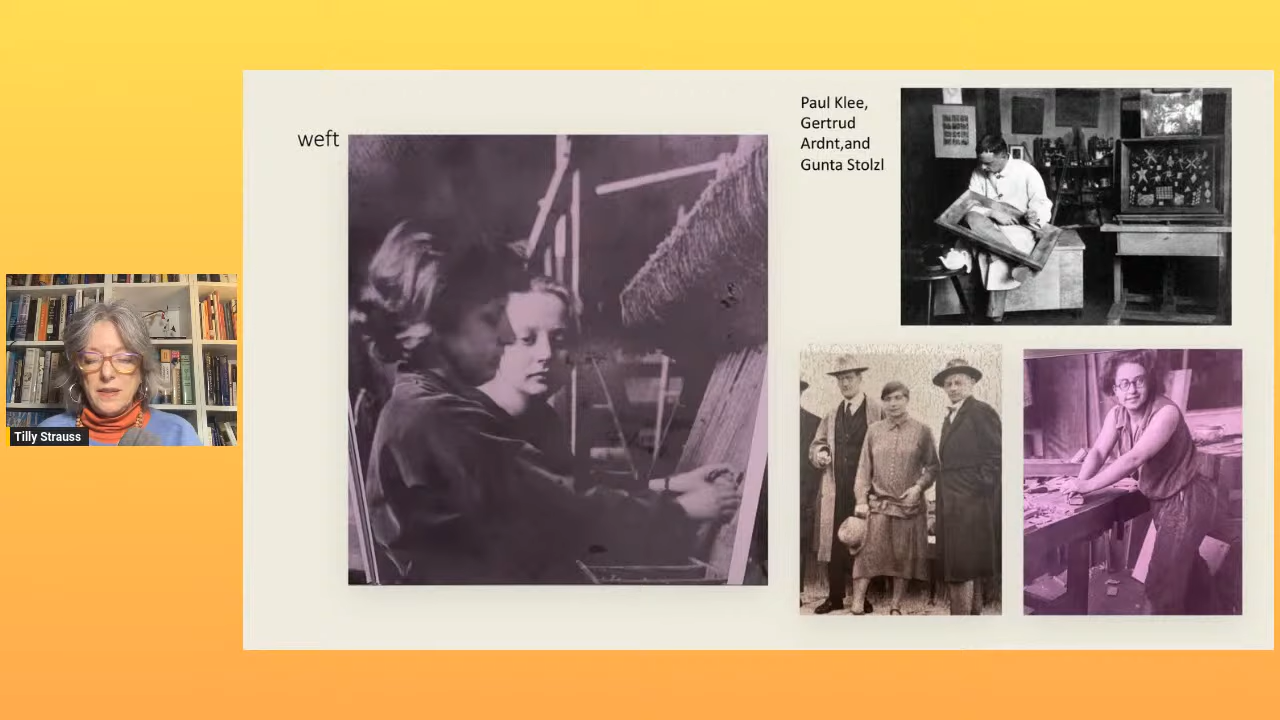 weft
Paul Klee,
Gertrud
Ardnt,and
Gunta Stolzl
Tilly Strauss